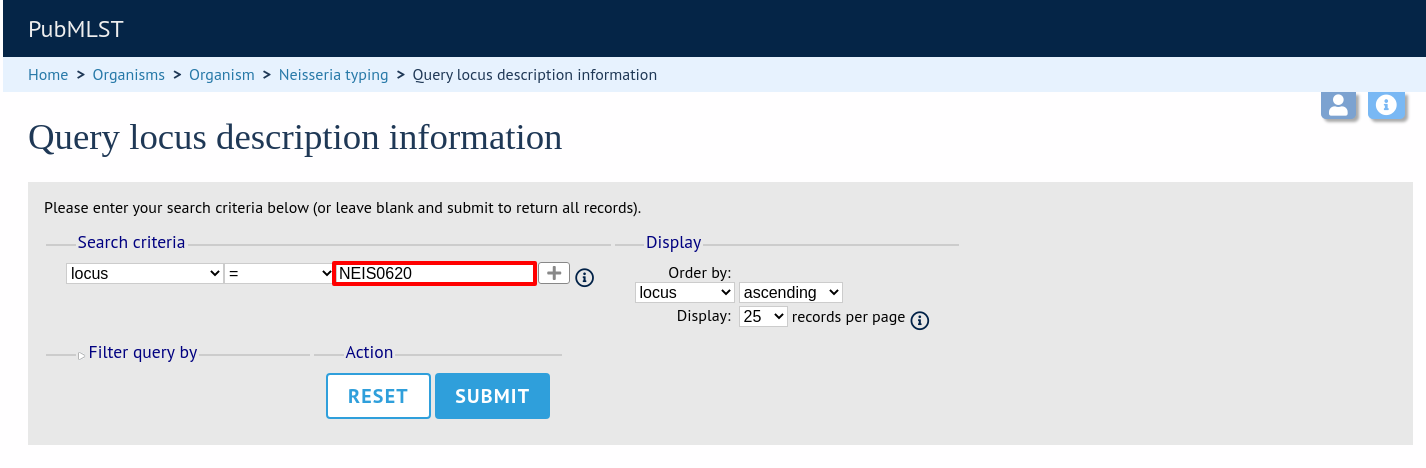 PubMLST
Home > Organisms > Organism > Neisseria typing > Query locus description information
Query locus description information
Please enter your search criteria below (or leave blank and submit to return all records).
Search criteria
locus = NEIS0620 +
Display
Order by:
locus ascending
Display: 25 records per page
Filter query by
Action
RESET SUBMIT